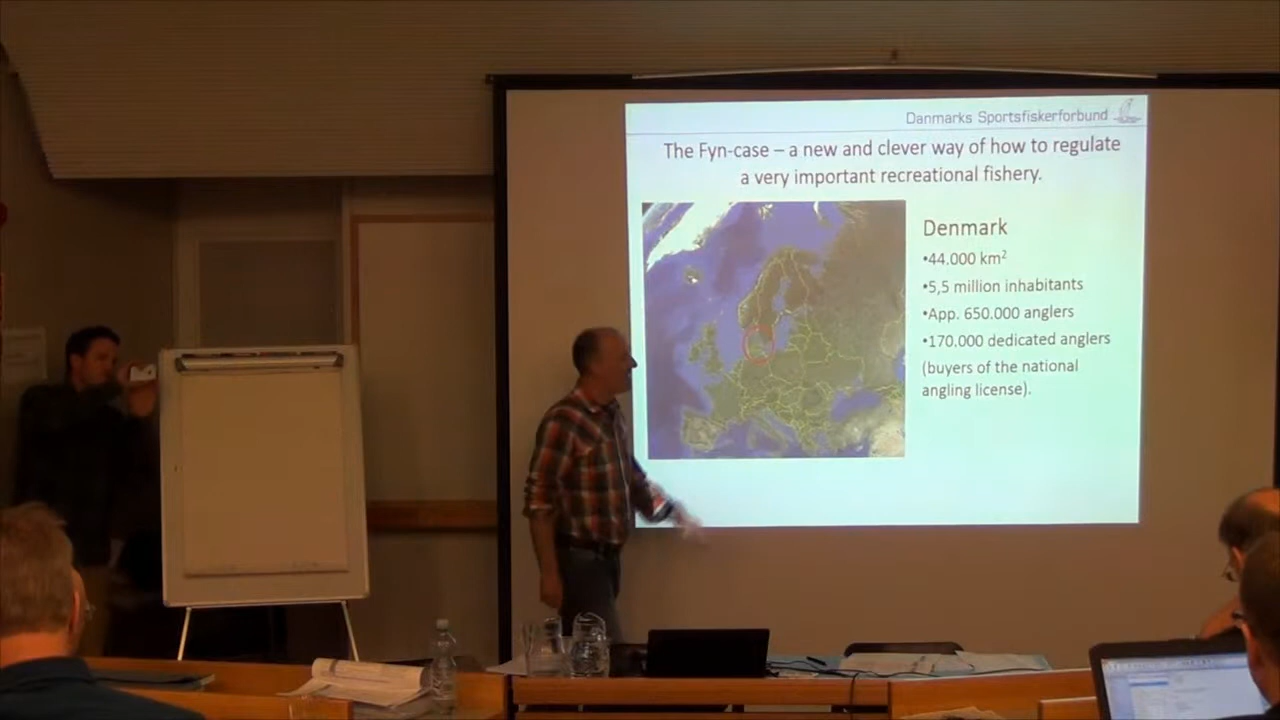 Danmarks Sportsfiskerforbund
The Fyn-case – a new and clever way of how to regulate
a very important recreational fishery.
Denmark
•44.000 km²
•5,5 million inhabitants
•App. 650.000 anglers
•170.000 dedicated anglers
(buyers of the national
angling license).